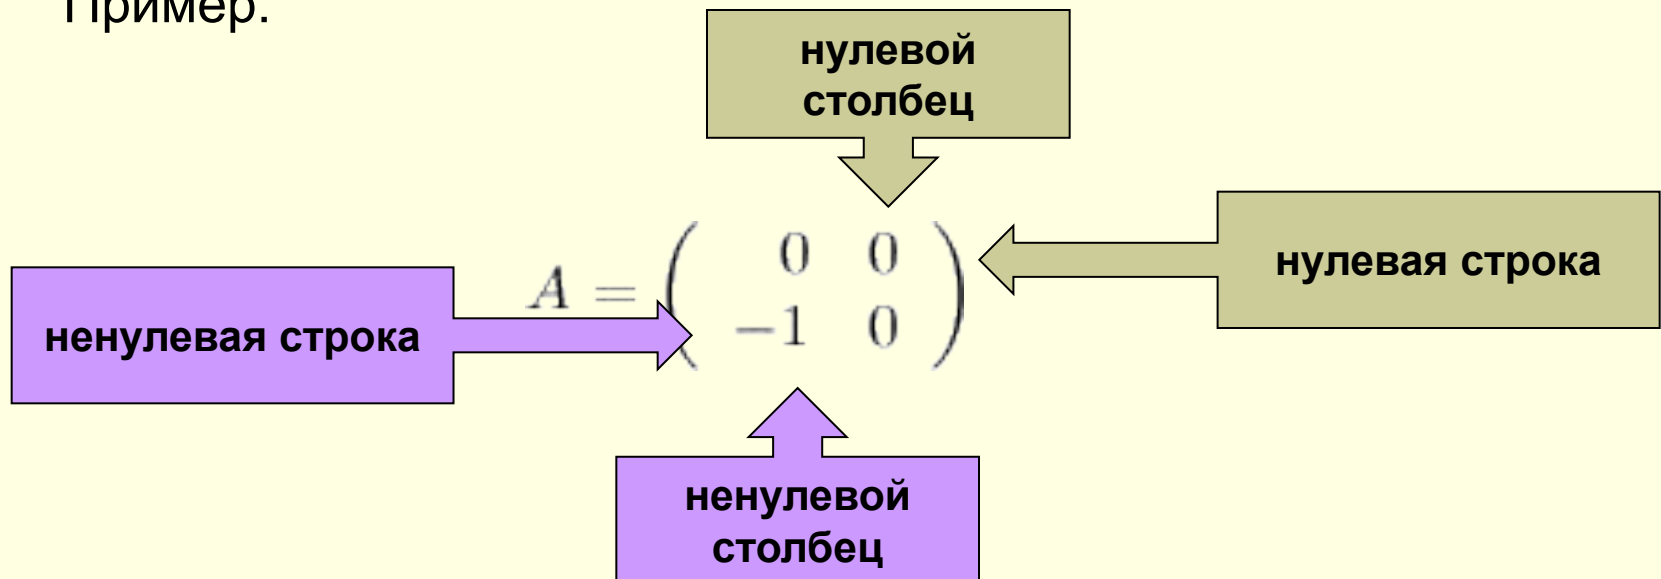 Пример.
нулевой
столбец
нулевая строка
A = ( 0 0
-1 0 )
ненулевая строка
ненулевой
столбец